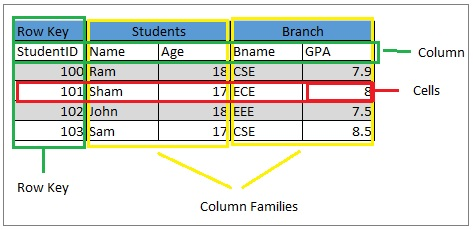 Row Key Students Branch
StudentID Name Age Bname GPA Column
100 Ram 18 CSE 7.9
101 Sham 17 ECE 8 Cells
102 John 18 EEE 7.5
103 Sam 17 CSE 8.5
Row Key
Column Families